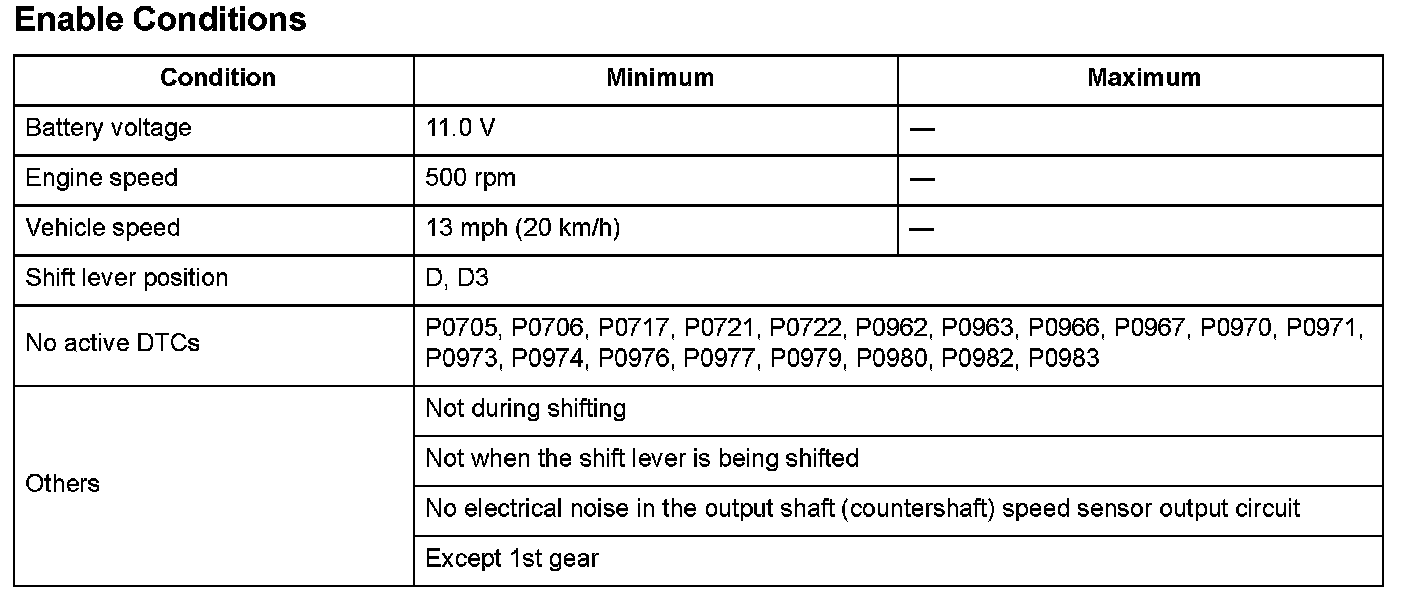 Enable Conditions
Condition Minimum Maximum
Battery voltage 11.0 V —
Engine speed 500 rpm —
Vehicle speed 13 mph (20 km/h) —
Shift lever position D, D3
No active DTCs P0705, P0706, P0717, P0721, P0722, P0962, P0963, P0966, P0967, P0970, P0971,
P0973, P0974, P0976, P0977, P0979, P0980, P0982, P0983
Others
Not during shifting
Not when the shift lever is being shifted
No electrical noise in the output shaft (countershaft) speed sensor output circuit
Except 1st gear